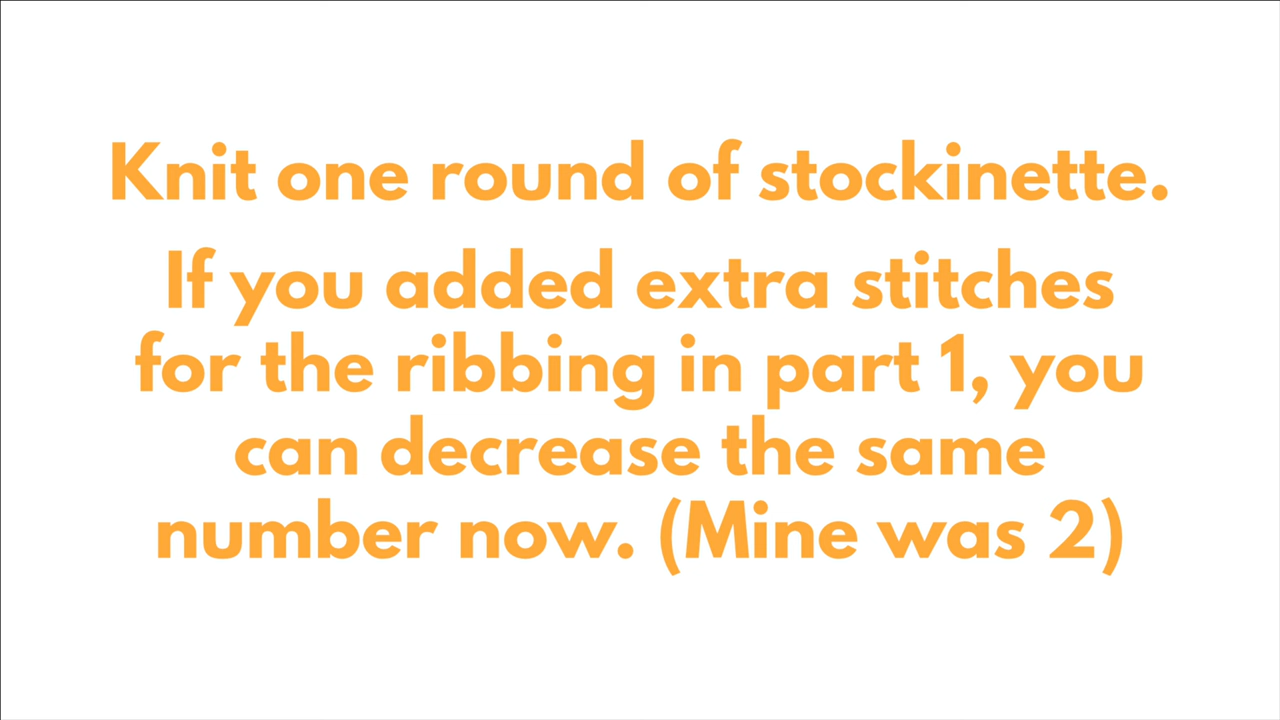 Knit one round of stockinette.
If you added extra stitches
for the ribbing in part 1, you
can decrease the same
number now. (Mine was 2)